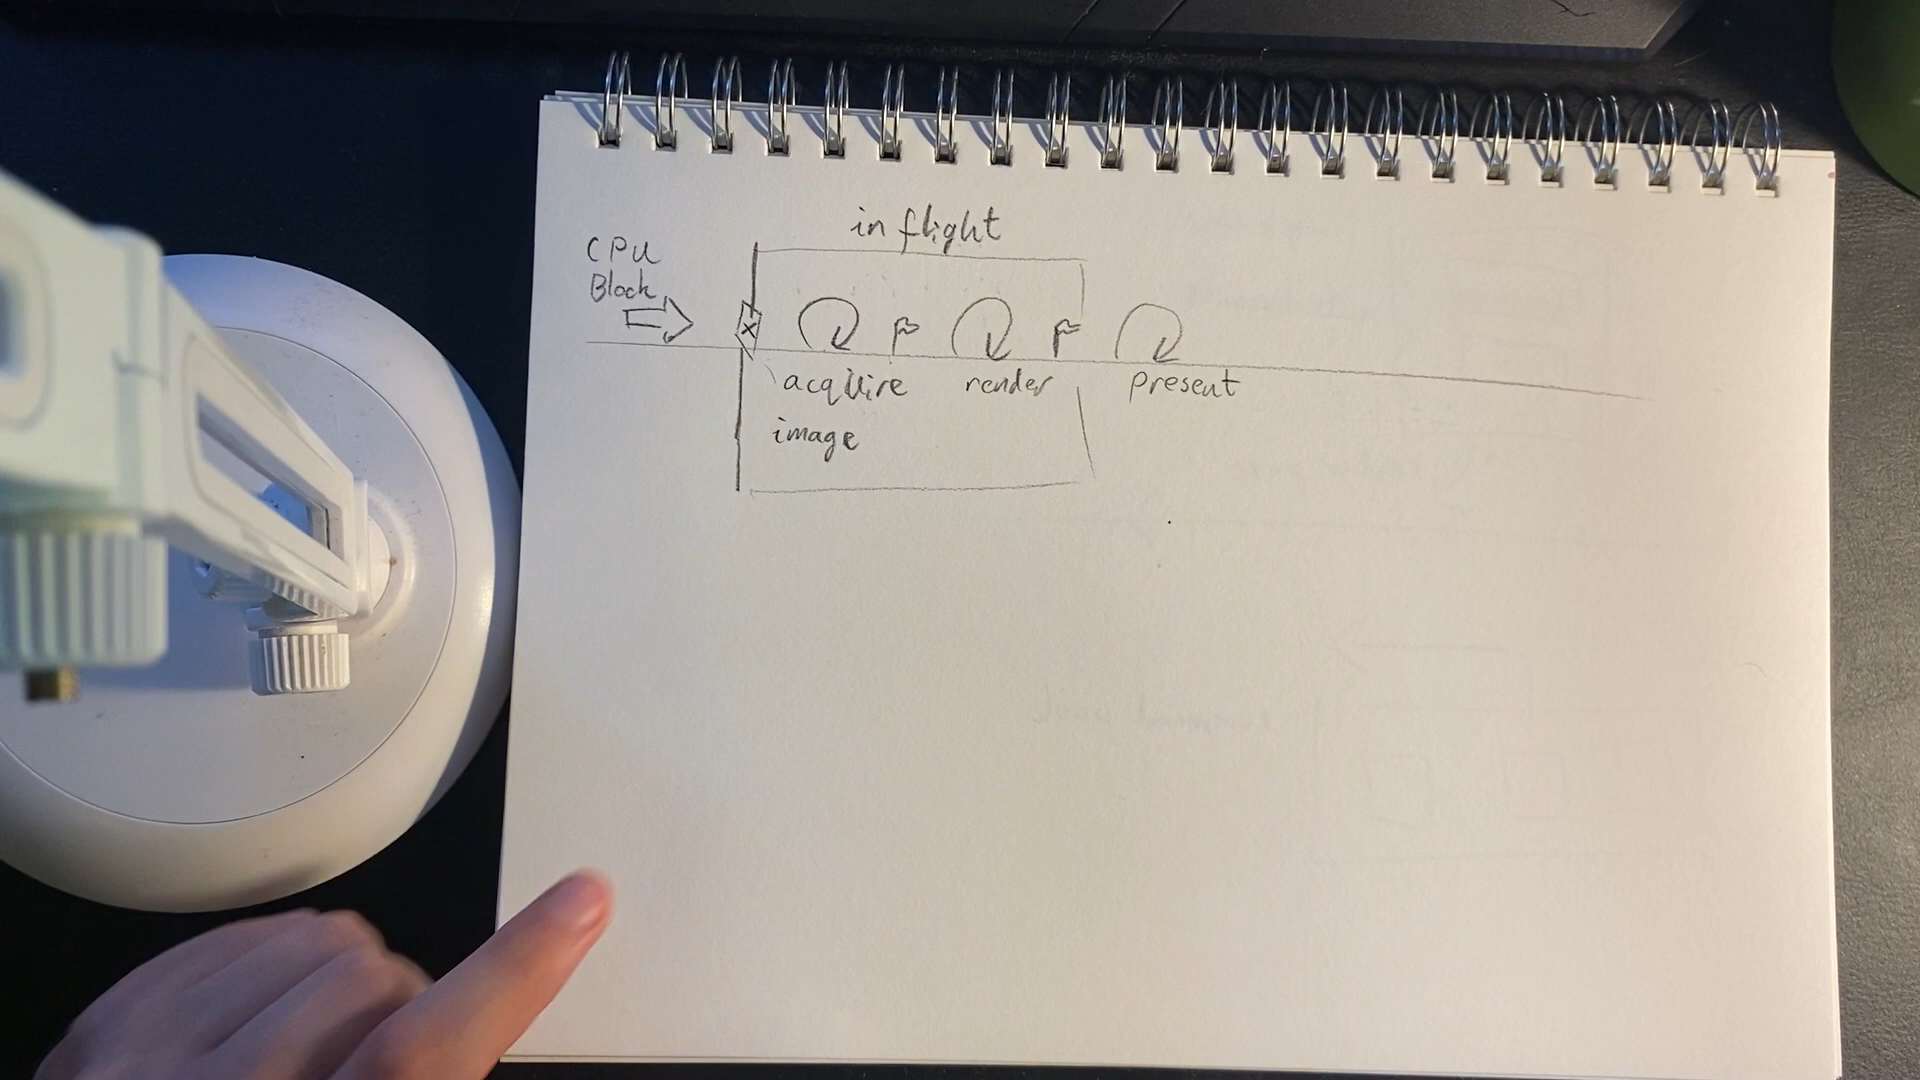 in flight
CPU
Block
x
acquire
image
render
present